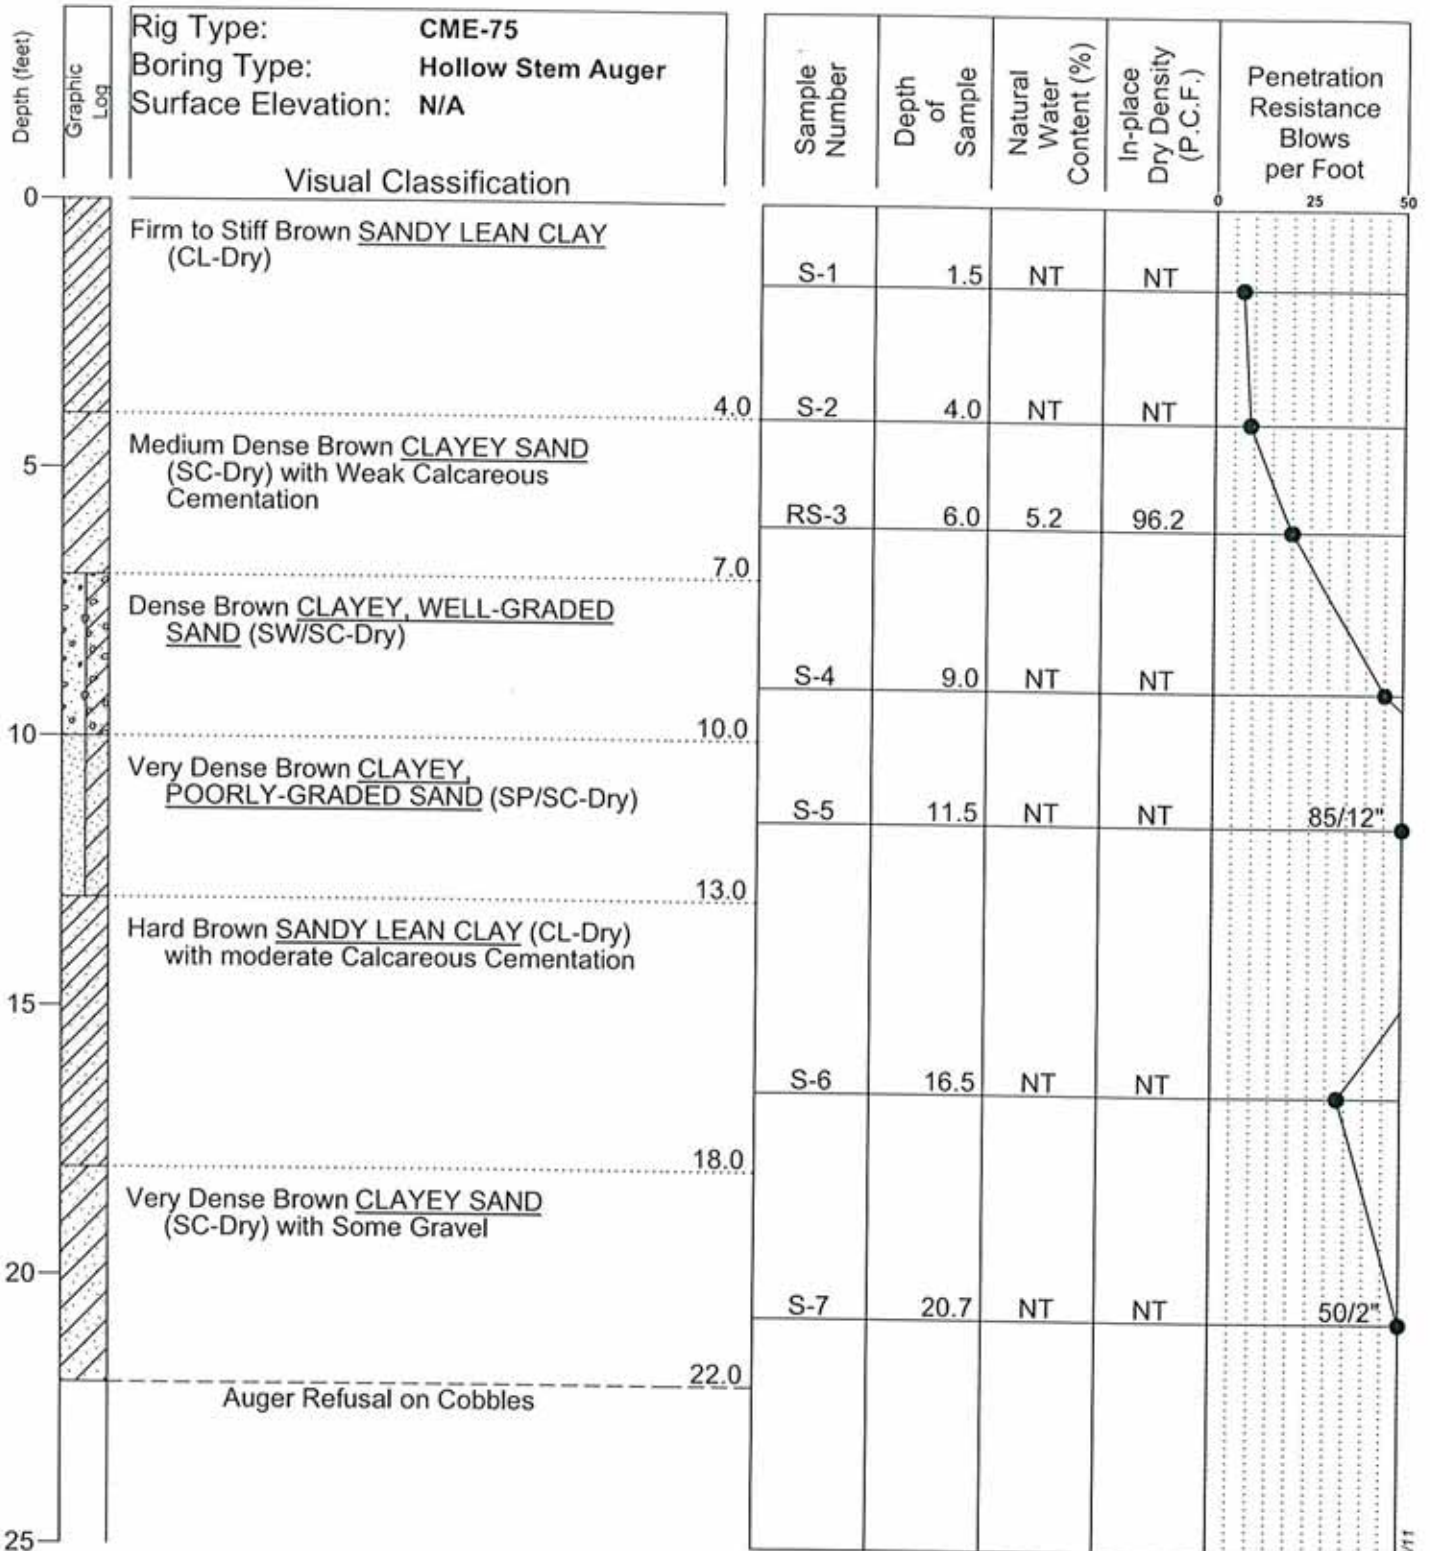 Depth (feet)
Graphic
Log
Rig Type: CME-75
Boring Type: Hollow Stem Auger
Surface Elevation: N/A
Visual Classification
Sample
Number
Depth
of
Sample
Natural
Water
Content (%)
In-place
Dry Density
(P.C.F.)
Penetration
Resistance
Blows
per Foot
0 25 50
0
Firm to Stiff Brown SANDY LEAN CLAY
(CL-Dry)
S-1 1.5 NT NT
4.0 S-2 4.0 NT NT
Medium Dense Brown CLAYEY SAND
5
(SC-Dry) with Weak Calcareous
Cementation
RS-3 6.0 5.2 96.2
7.0
Dense Brown CLAYEY, WELL-GRADED
SAND (SW/SC-Dry)
S-4 9.0 NT NT
10 10.0
Very Dense Brown CLAYEY,
POORLY-GRADED SAND (SP/SC-Dry)
S-5 11.5 NT NT 85/12"
13.0
Hard Brown SANDY LEAN CLAY (CL-Dry)
with moderate Calcareous Cementation
15
S-6 16.5 NT NT
18.0
Very Dense Brown CLAYEY SAND
(SC-Dry) with Some Gravel
20
S-7 20.7 NT NT 50/2"
22.0
Auger Refusal on Cobbles
25
/11